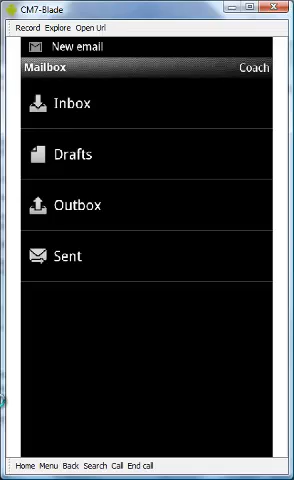 CM7-Blade
Record Explore Open Url
New email
Mailbox Coach
Inbox
Drafts
Outbox
Sent
Home Menu Back Search Call End call